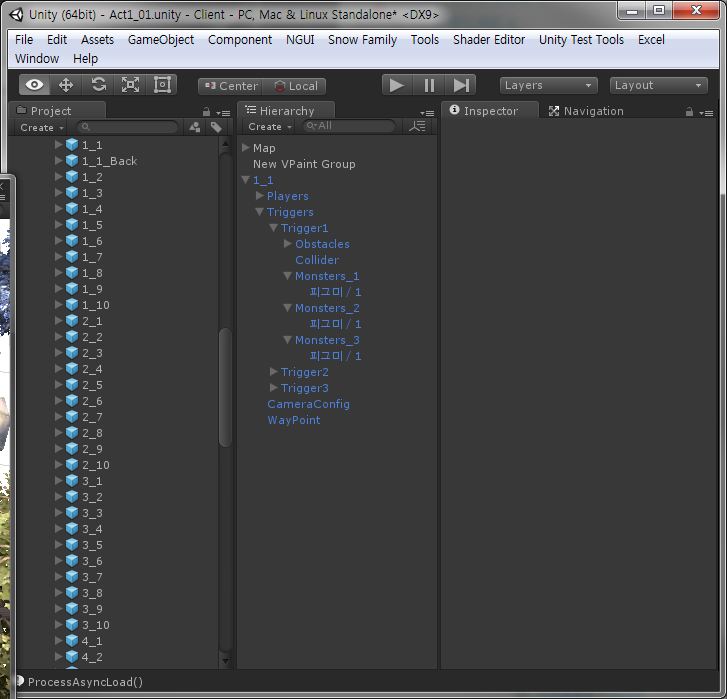 Unity (64bit) - Act1_01.unity - Client - PC, Mac & Linux Standalone* <DX9>
File Edit Assets GameObject Component NGUI Snow Family Tools Shader Editor Unity Test Tools Excel
Window Help
Center Local Layers Layout
Project
Create
1_1
1_1_Back
1_2
1_3
1_4
1_5
1_6
1_7
1_8
1_9
1_10
2_1
2_2
2_3
2_4
2_5
2_6
2_7
2_8
2_9
2_10
3_1
3_2
3_3
3_4
3_5
3_6
3_7
3_8
3_9
3_10
4_1
4_2
Hierarchy
Create All
Map
New VPaint Group
1_1
Players
Triggers
Trigger1
Obstacles
Collider
Monsters_1
피그미 / 1
Monsters_2
피그미 / 1
Monsters_3
피그미 / 1
Trigger2
Trigger3
CameraConfig
WayPoint
Inspector Navigation
ProcessAsyncLoad()